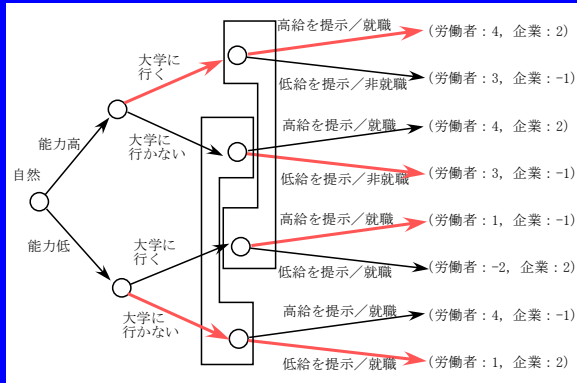 高給を提示／就職
(労働者：4, 企業：2)
大学に
行く
低給を提示／非就職
(労働者：3, 企業：-1)
能力高
大学に
行かない
高給を提示／就職
(労働者：4, 企業：2)
自然
低給を提示／非就職
(労働者：3, 企業：-1)
能力低
大学に
行く
高給を提示／就職
(労働者：1, 企業：-1)
低給を提示／就職
(労働者：-2, 企業：2)
大学に
行かない
高給を提示／就職
(労働者：4, 企業：-1)
低給を提示／就職
(労働者：1, 企業：2)